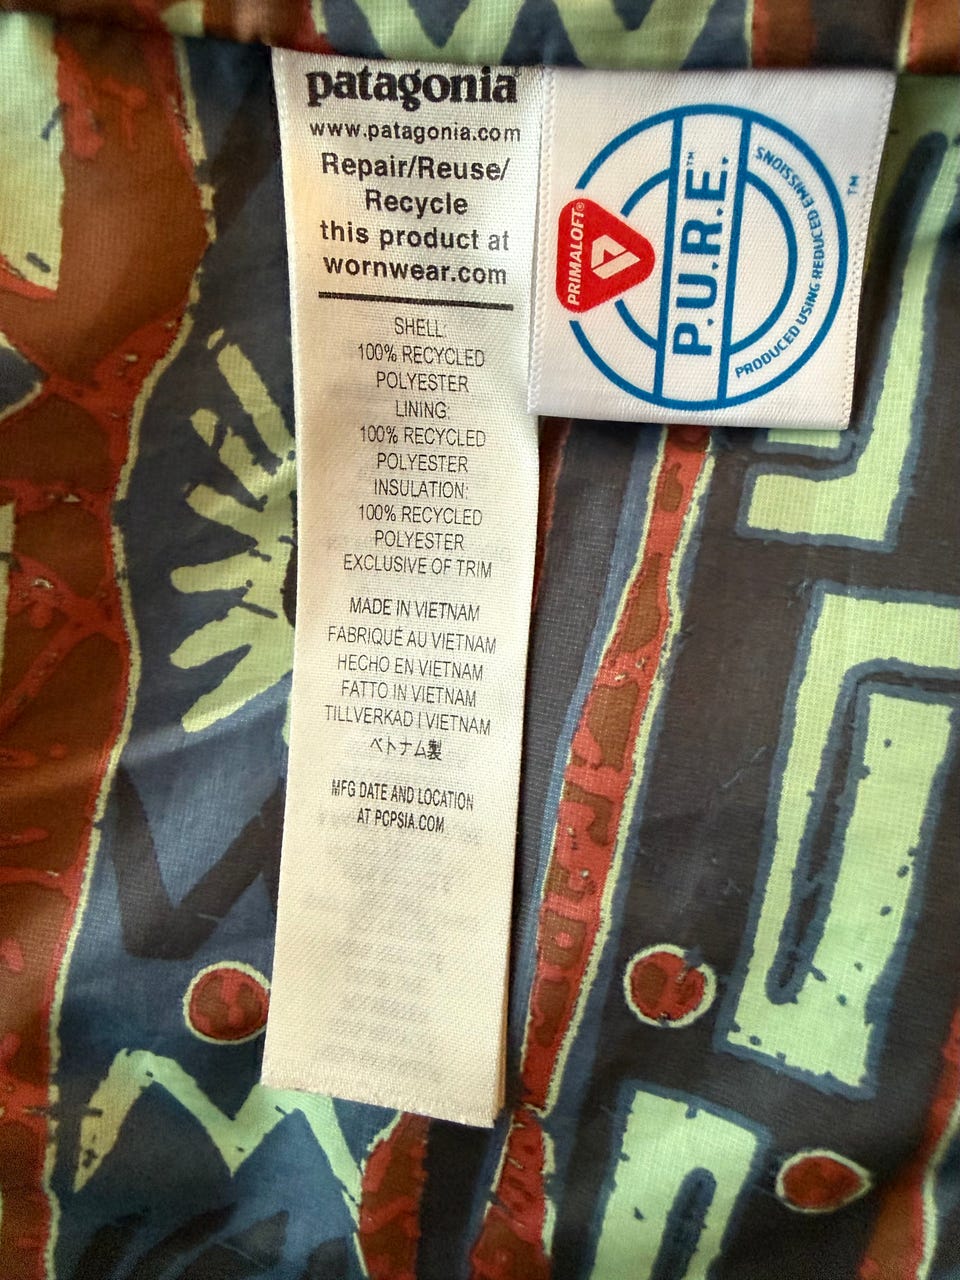 patagonia®
www.patagonia.com
Repair/Reuse/
Recycle
this product at
wornwear.com
SHELL:
100% RECYCLED
POLYESTER
LINING:
100% RECYCLED
POLYESTER
INSULATION:
100% RECYCLED
POLYESTER
EXCLUSIVE OF TRIM
MADE IN VIETNAM
FABRIQUÉ AU VIETNAM
HECHO EN VIETNAM
FATTO IN VIETNAM
TILLVERKAD I VIETNAM
ベトナム製
MFG DATE AND LOCATION
AT PCPSIA.COM
PRIMALOFT®
P.U.R.E.™
PRODUCED USING REDUCED EMISSIONS
™